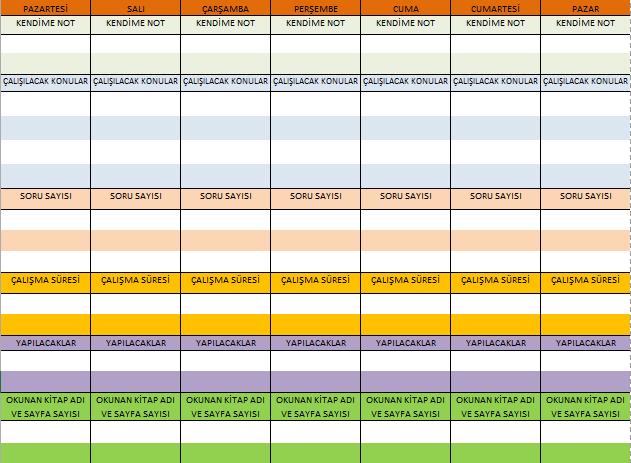 PAZARTESİ SALI ÇARŞAMBA PERŞEMBE CUMA CUMARTESİ PAZAR
KENDİME NOT KENDİME NOT KENDİME NOT KENDİME NOT KENDİME NOT KENDİME NOT KENDİME NOT
ÇALIŞILACAK KONULAR ÇALIŞILACAK KONULAR ÇALIŞILACAK KONULAR ÇALIŞILACAK KONULAR ÇALIŞILACAK KONULAR ÇALIŞILACAK KONULAR ÇALIŞILACAK KONULAR
SORU SAYISI SORU SAYISI SORU SAYISI SORU SAYISI SORU SAYISI SORU SAYISI SORU SAYISI
ÇALIŞMA SÜRESİ ÇALIŞMA SÜRESİ ÇALIŞMA SÜRESİ ÇALIŞMA SÜRESİ ÇALIŞMA SÜRESİ ÇALIŞMA SÜRESİ ÇALIŞMA SÜRESİ
YAPILACAKLAR YAPILACAKLAR YAPILACAKLAR YAPILACAKLAR YAPILACAKLAR YAPILACAKLAR YAPILACAKLAR
OKUNAN KİTAP ADI OKUNAN KİTAP ADI OKUNAN KİTAP ADI OKUNAN KİTAP ADI OKUNAN KİTAP ADI OKUNAN KİTAP ADI OKUNAN KİTAP ADI
VE SAYFA SAYISI VE SAYFA SAYISI VE SAYFA SAYISI VE SAYFA SAYISI VE SAYFA SAYISI VE SAYFA SAYISI VE SAYFA SAYISI